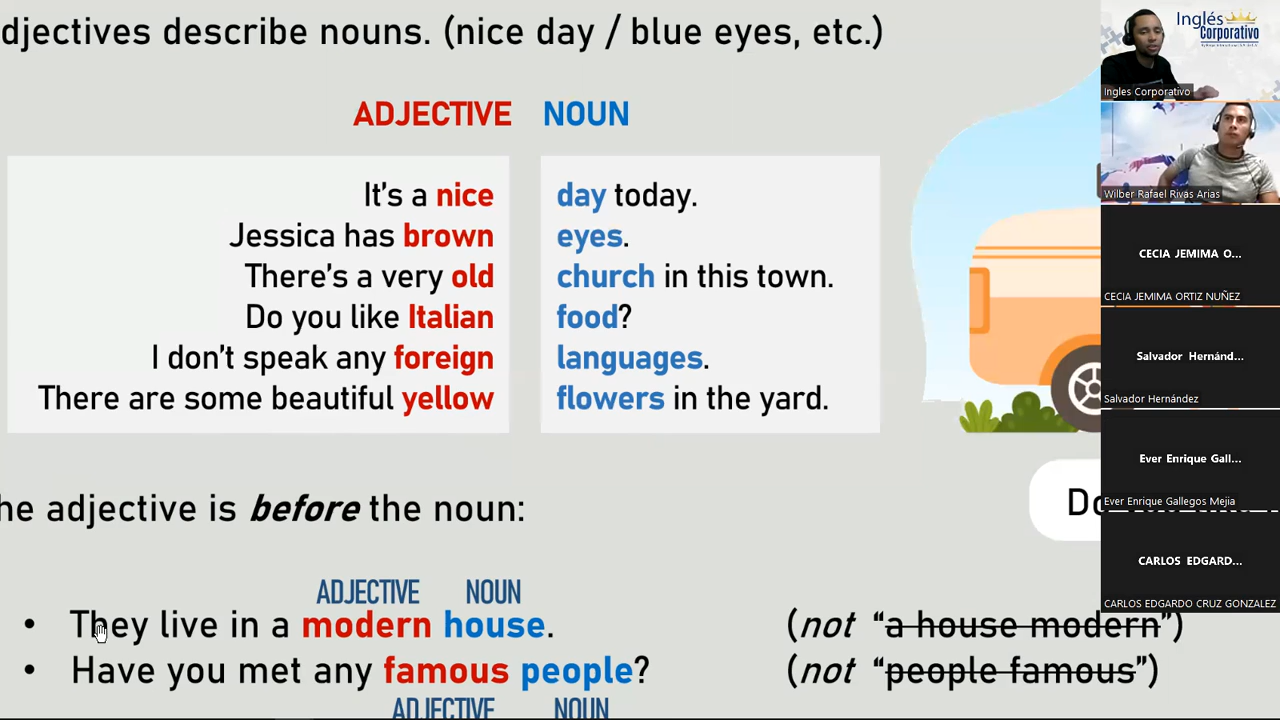 djectives describe nouns. (nice day / blue eyes, etc.)
ADJECTIVE NOUN
It's a nice day today.
Jessica has brown eyes.
There's a very old church in this town.
Do you like Italian food?
I don't speak any foreign languages.
There are some beautiful yellow flowers in the yard.
he adjective is before the noun:
ADJECTIVE NOUN
• They live in a modern house. (not "a house modern")
• Have you met any famous people? (not "people famous")
ADJECTIVE NOUN
Do
Inglés
Corporativo
Ingles Corporativo
Wilber Rafael Rivas Arias
CECIA JEMIMA O...
CECIA JEMIMA ORTIZ NUÑEZ
Salvador Hernánd...
Salvador Hernández
Ever Enrique Gall...
Ever Enrique Gallegos Mejia
CARLOS EDGARD...
CARLOS EDGARDO CRUZ GONZALEZ